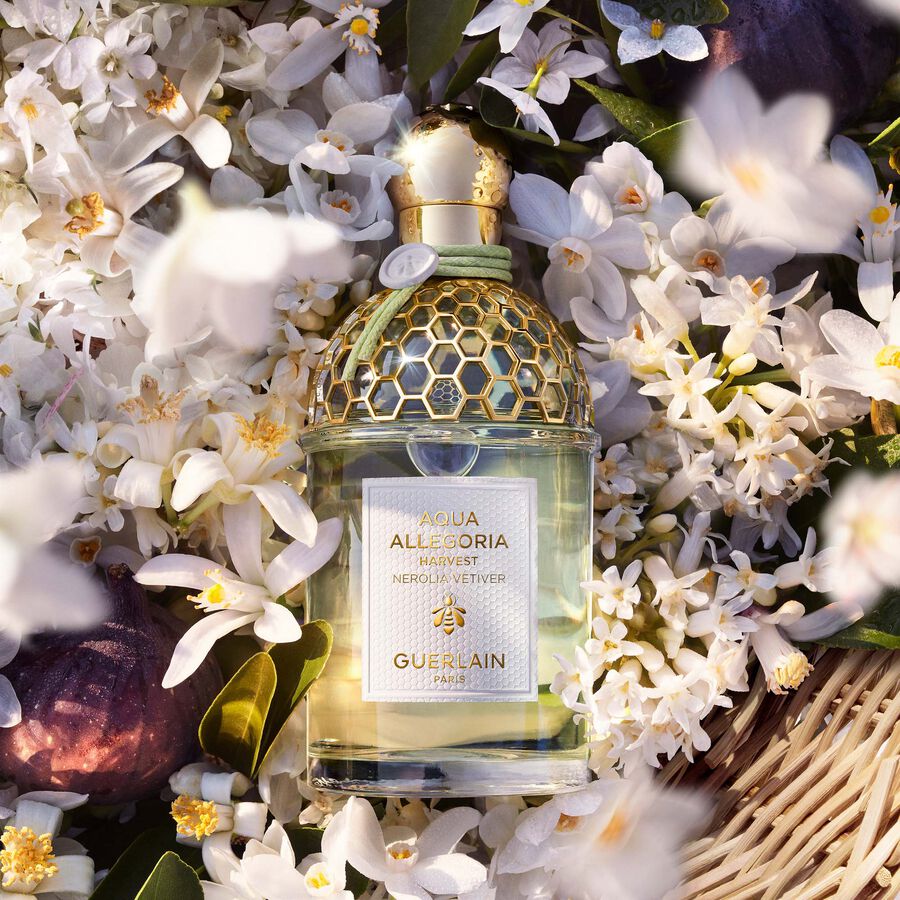 AQUA
ALLEGORIA
HARVEST
NEROLIA VETIVER
GUERLAIN
PARIS